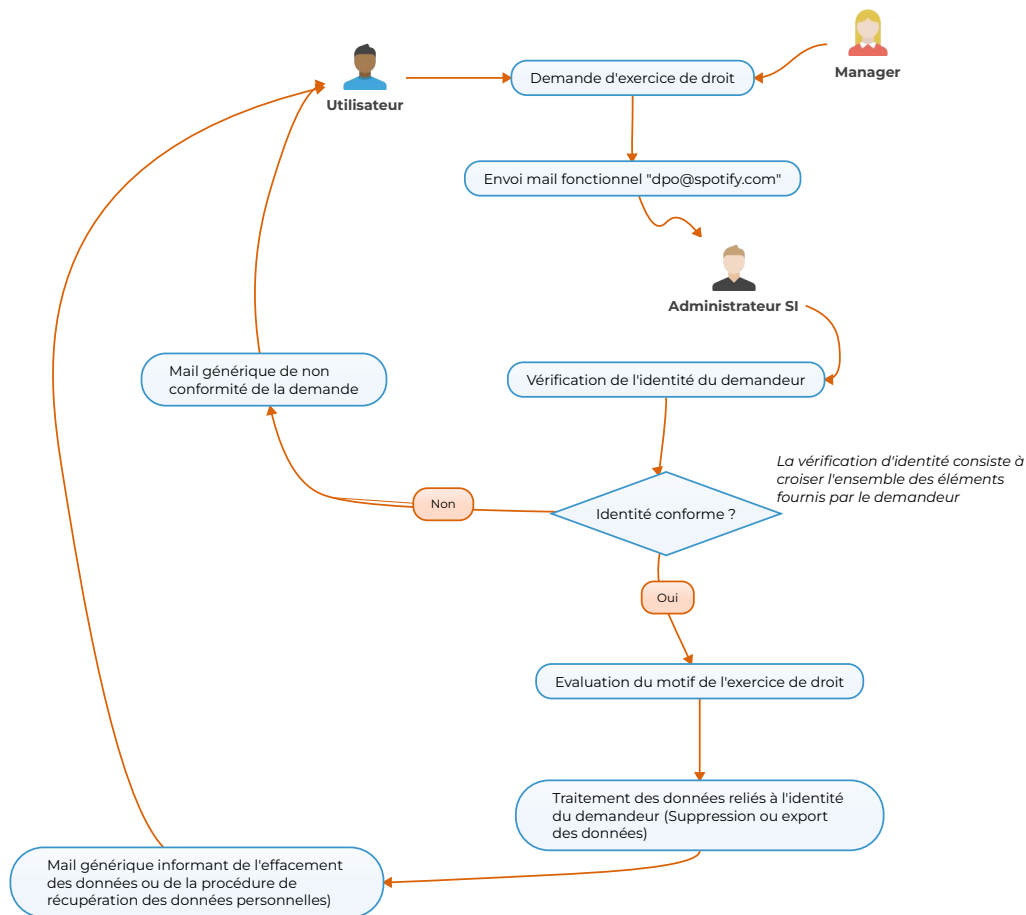 Manager
Utilisateur
Demande d'exercice de droit
Envoi mail fonctionnel "dpo@spotify.com"
Administrateur SI
Mail générique de non
conformité de la demande
Vérification de l'identité du demandeur
La vérification d'identité consiste à
croiser l'ensemble des éléments
fournis par le demandeur
Non
Identité conforme ?
Oui
Evaluation du motif de l'exercice de droit
Traitement des données reliés à l'identité
du demandeur (Suppression ou export
des données)
Mail générique informant de l'effacement
des données ou de la procédure de
récupération des données personnelles)